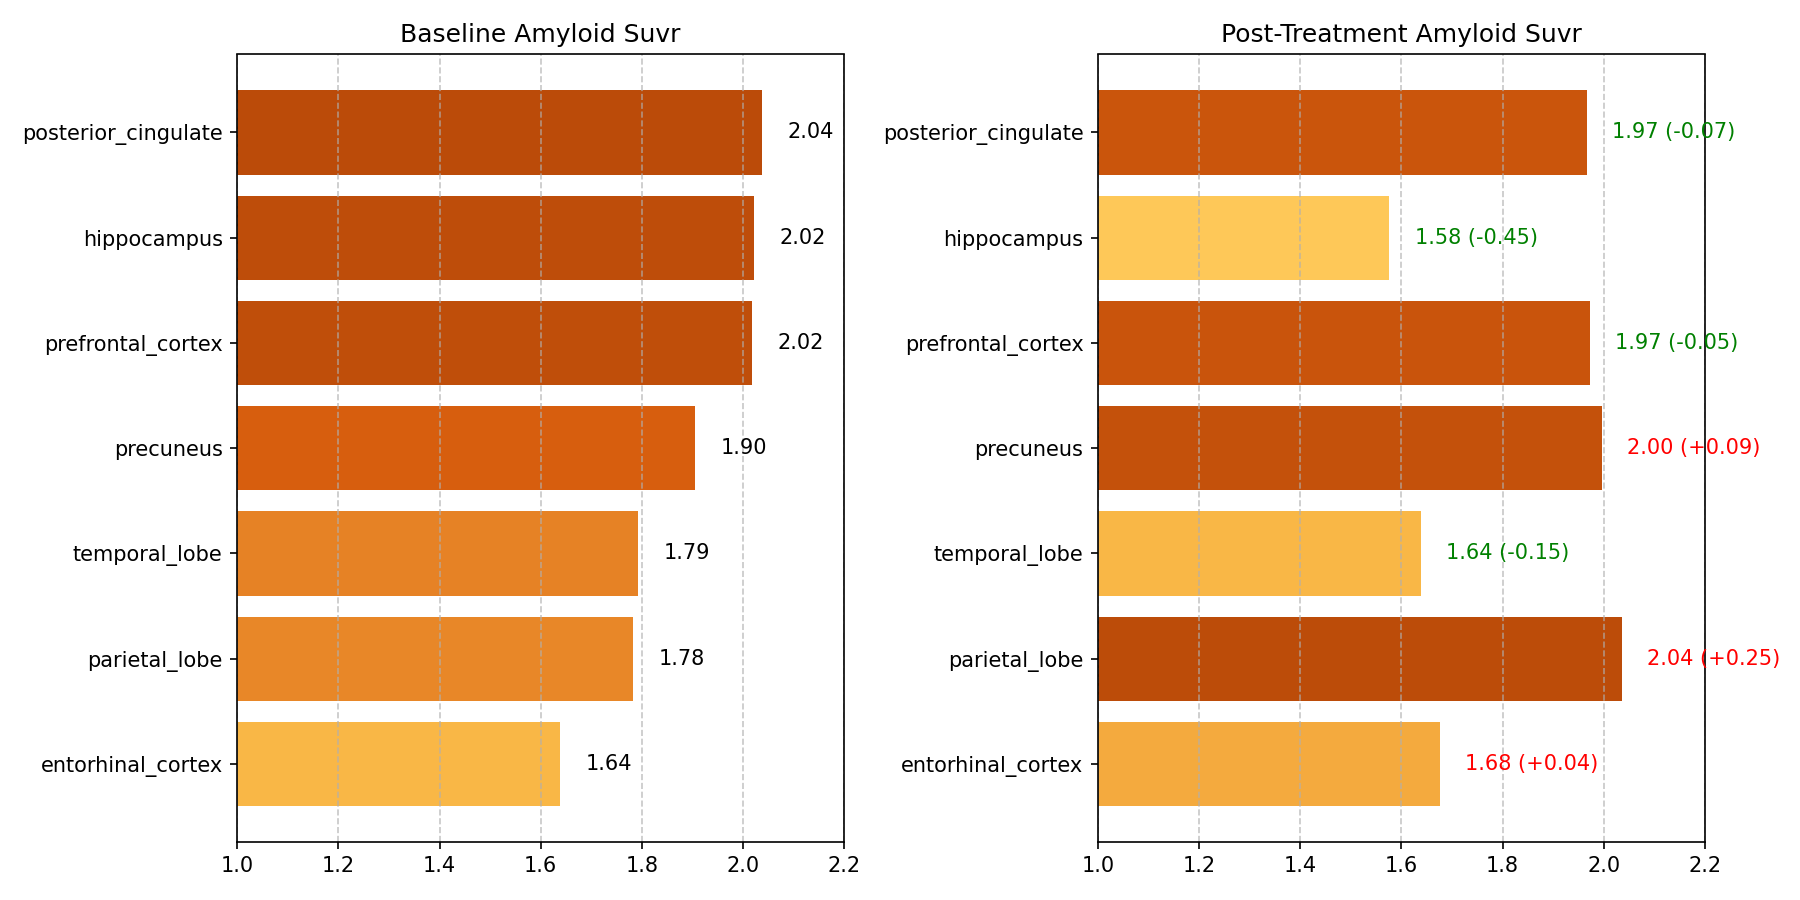 Baseline Amyloid Suvr
posterior_cingulate
2.04
hippocampus
2.02
prefrontal_cortex
2.02
precuneus
1.90
temporal_lobe
1.79
parietal_lobe
1.78
entorhinal_cortex
1.64
1.0 1.2 1.4 1.6 1.8 2.0 2.2
Post-Treatment Amyloid Suvr
posterior_cingulate
1.97 (-0.07)
hippocampus
1.58 (-0.45)
prefrontal_cortex
1.97 (-0.05)
precuneus
2.00 (+0.09)
temporal_lobe
1.64 (-0.15)
parietal_lobe
2.04 (+0.25)
entorhinal_cortex
1.68 (+0.04)
1.0 1.2 1.4 1.6 1.8 2.0 2.2